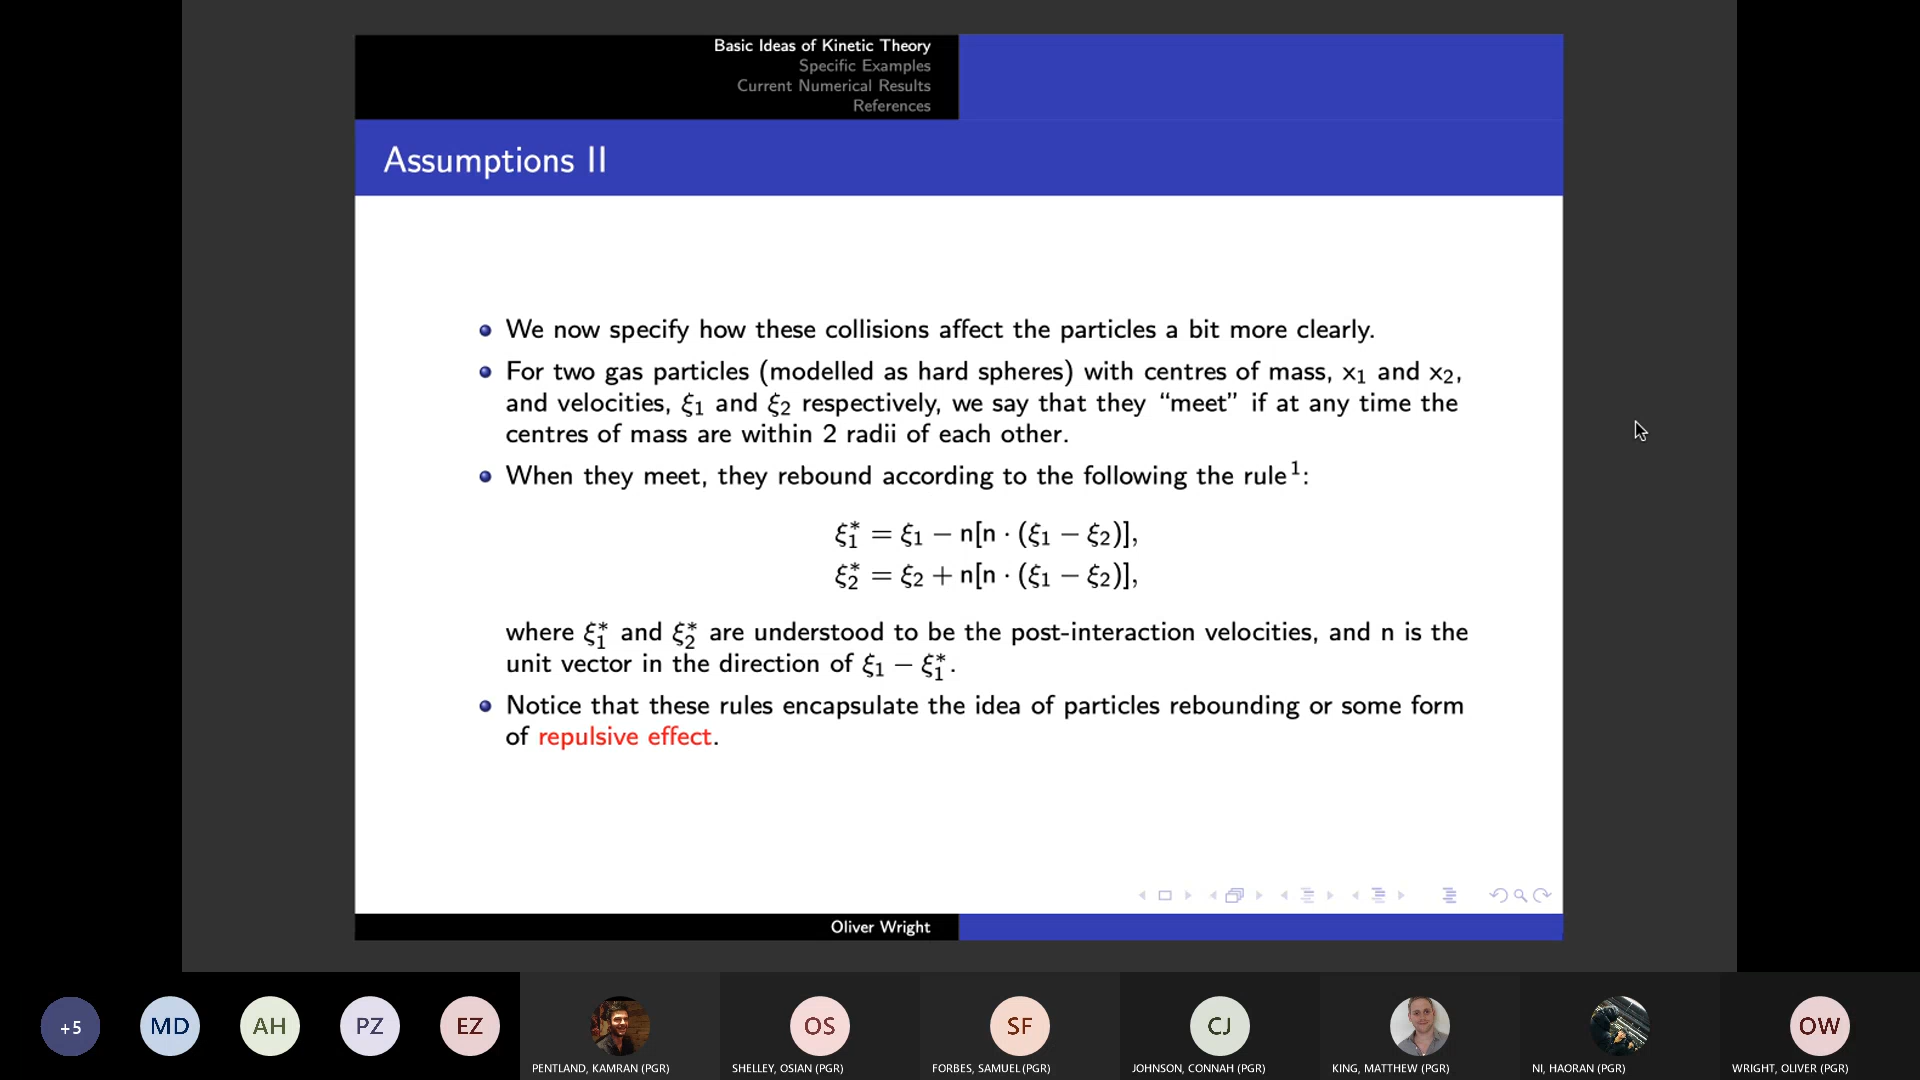 Basic Ideas of Kinetic Theory
Specific Examples
Current Numerical Results
References
Assumptions II
We now specify how these collisions affect the particles a bit more clearly.
For two gas particles (modelled as hard spheres) with centres of mass, x₁ and x₂,
and velocities, ξ₁ and ξ₂ respectively, we say that they “meet” if at any time the
centres of mass are within 2 radii of each other.
When they meet, they rebound according to the following the rule¹:
ξ₁* = ξ₁ − n[n · (ξ₁ − ξ₂)],
ξ₂* = ξ₂ + n[n · (ξ₁ − ξ₂)],
where ξ₁* and ξ₂* are understood to be the post-interaction velocities, and n is the
unit vector in the direction of ξ₁ − ξ₁*.
Notice that these rules encapsulate the idea of particles rebounding or some form
of repulsive effect.
Oliver Wright
+5 MD AH PZ EZ OS SF CJ OW
PENTLAND, KAMRAN (PGR) SHELLEY, OSIAN (PGR) FORBES, SAMUEL (PGR) JOHNSON, CONNAH (PGR) KING, MATTHEW (PGR) NI, HAORAN (PGR) WRIGHT, OLIVER (PGR)